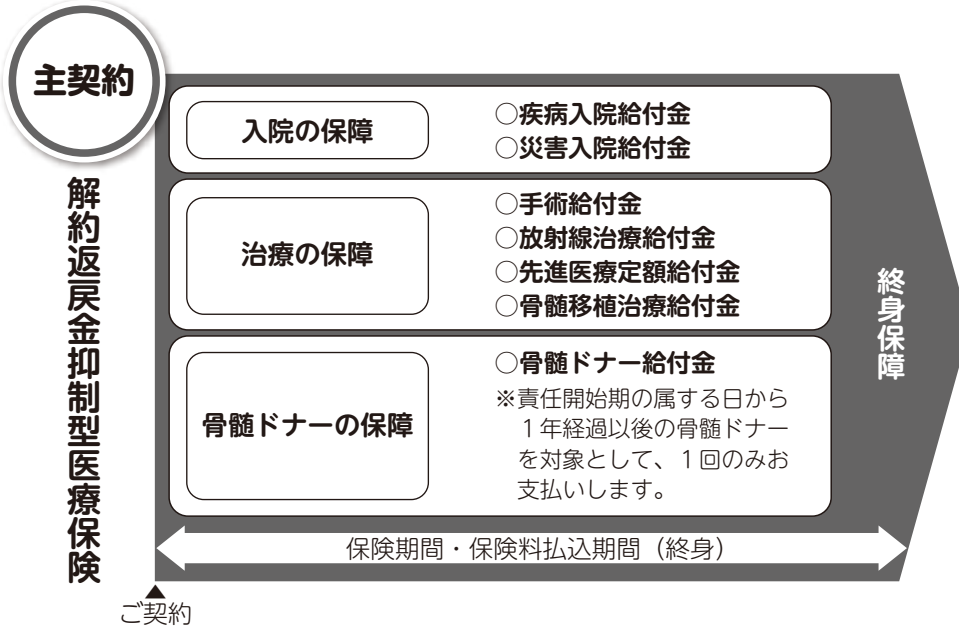 主契約
解約返戻金抑制型医療保険
入院の保障
○疾病入院給付金
○災害入院給付金
治療の保障
○手術給付金
○放射線治療給付金
○先進医療定額給付金
○骨髄移植治療給付金
骨髄ドナーの保障
○骨髄ドナー給付金
※責任開始期の属する日から
１年経過以後の骨髄ドナー
を対象として、１回のみお
支払いします。
終身保障
保険期間・保険料払込期間（終身）
▲
ご契約